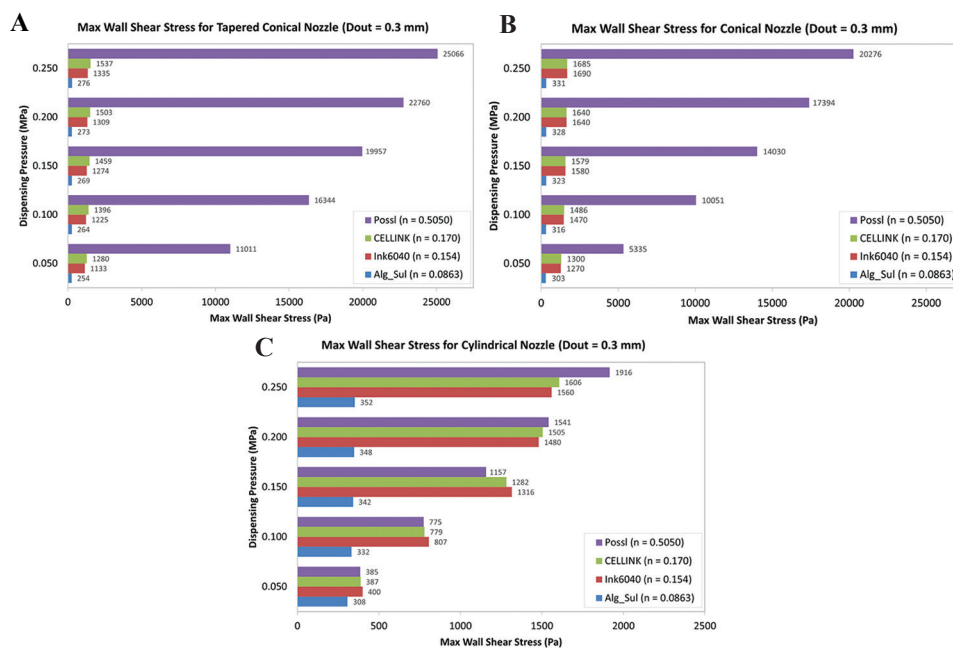 A
Max Wall Shear Stress for Tapered Conical Nozzle (Dout = 0.3 mm)
Dispensing Pressure (MPa)
0.250
25066
1537
1335
276
0.200
22760
1503
1309
273
0.150
19957
1459
1274
269
0.100
16344
1396
1225
264
0.050
11011
1280
1133
254
Possl (n = 0.5050)
CELLINK (n = 0.170)
Ink6040 (n = 0.154)
Alg_Sul (n = 0.0863)
0 5000 10000 15000 20000 25000
Max Wall Shear Stress (Pa)
B
Max Wall Shear Stress for Conical Nozzle (Dout = 0.3 mm)
Dispensing Pressure (MPa)
0.250
20276
1685
1690
331
0.200
17394
1640
1640
328
0.150
14030
1579
1580
323
0.100
10051
1486
1470
316
0.050
5335
1300
1270
303
Possl (n = 0.5050)
CELLINK (n = 0.170)
Ink6040 (n = 0.154)
Alg_Sul (n = 0.0863)
0 5000 10000 15000 20000 25000
Max Wall Shear Stress (Pa)
C
Max Wall Shear Stress for Cylindrical Nozzle (Dout = 0.3 mm)
Dispensing Pressure (MPa)
0.250
1916
1606
1560
352
0.200
1541
1505
1480
348
0.150
1157
1282
1316
342
0.100
775
779
807
332
0.050
385
387
400
308
Possl (n = 0.5050)
CELLINK (n = 0.170)
Ink6040 (n = 0.154)
Alg_Sul (n = 0.0863)
0 500 1000 1500 2000 2500
Max Wall Shear Stress (Pa)